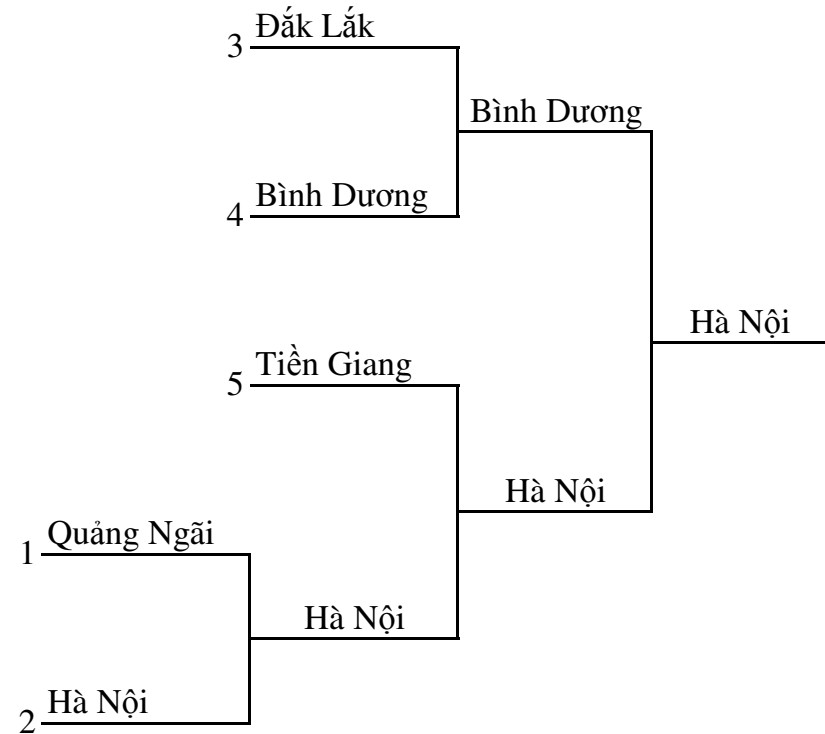 3 Đắk Lắk
Bình Dương
4 Bình Dương
Hà Nội
5 Tiền Giang
Hà Nội
1 Quảng Ngãi
Hà Nội
2 Hà Nội